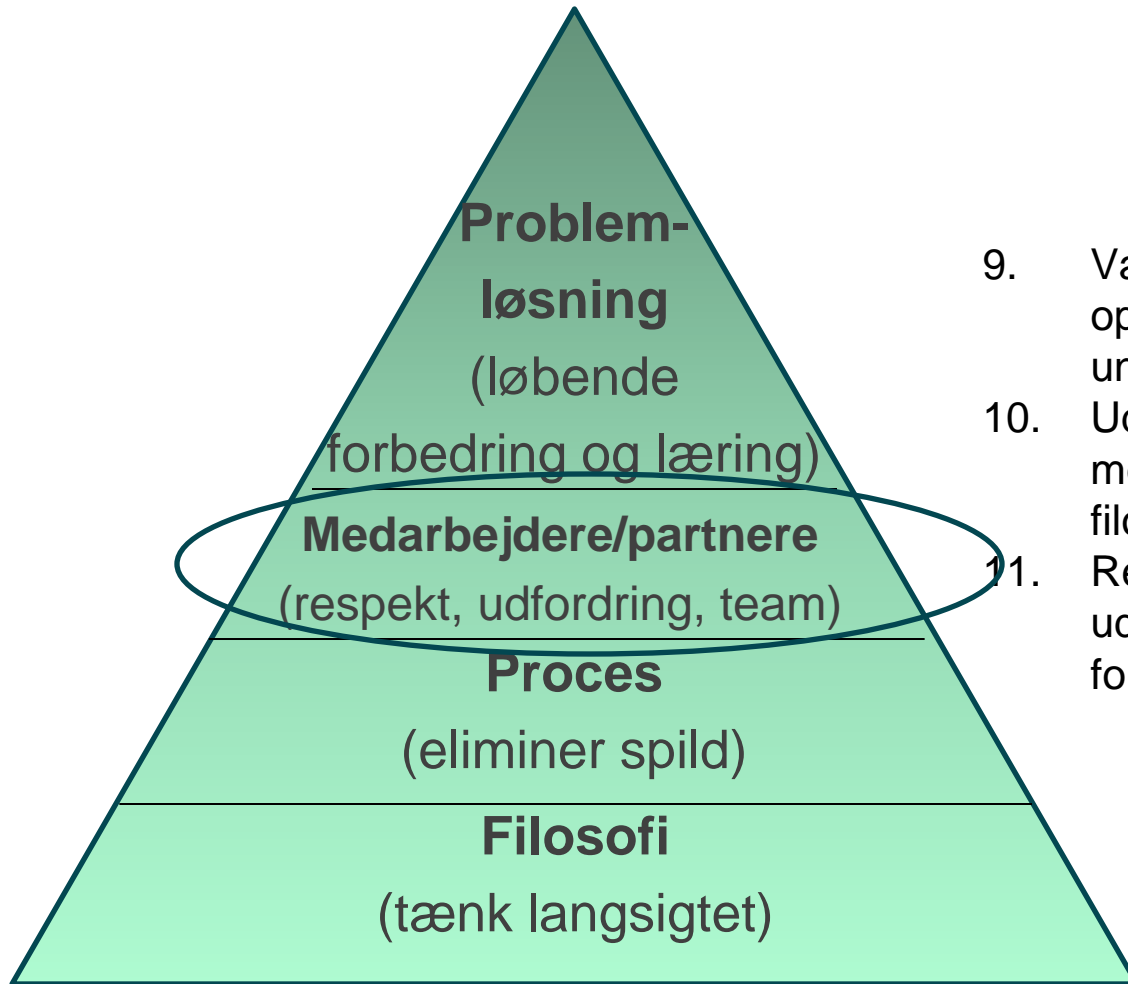 Problem-
løsning
(løbende
forbedring og læring)
Medarbejdere/partnere
(respekt, udfordring, team)
Proces
(eliminer spild)
Filosofi
(tænk langsigtet)
9.
op
10.
11.